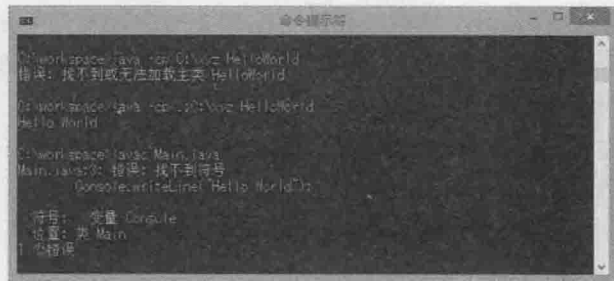 命令提示符
C:\workspace>java -cp C:\xyz HelloWorld
错误: 找不到或无法加载主类 HelloWorld
C:\workspace>java -cp .;C:\xyz HelloWorld
Hello World
C:\workspace>javac Main.java
Main.java:3: 错误: 找不到符号
Console.writeLine("Hello World");
符号: 变量 Console
位置: 类 Main
1 个错误